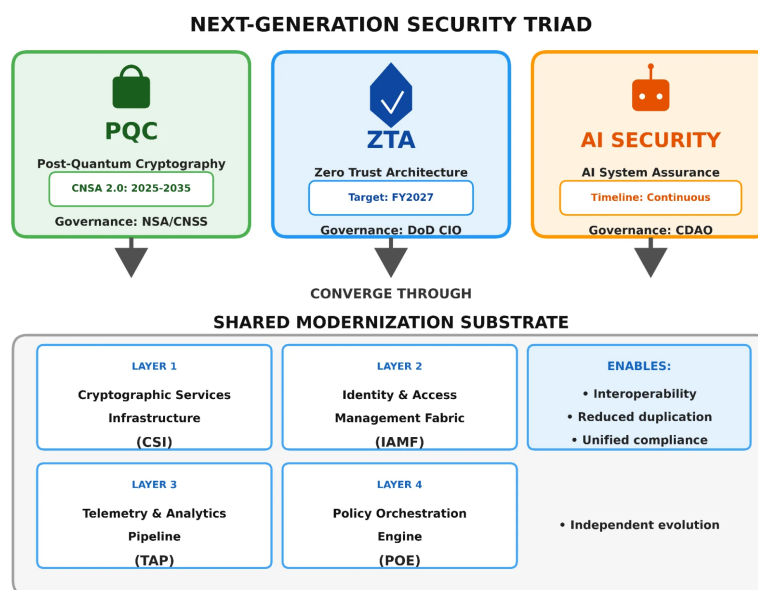 NEXT-GENERATION SECURITY TRIAD
PQC
Post-Quantum Cryptography
CNSA 2.0: 2025-2035
Governance: NSA/CNSS
ZTA
Zero Trust Architecture
Target: FY2027
Governance: DoD CIO
AI SECURITY
AI System Assurance
Timeline: Continuous
Governance: CDAO
CONVERGE THROUGH
SHARED MODERNIZATION SUBSTRATE
LAYER 1
Cryptographic Services
Infrastructure
(CSI)
LAYER 2
Identity & Access
Management Fabric
(IAMF)
ENABLES:
• Interoperability
• Reduced duplication
• Unified compliance
LAYER 3
Telemetry & Analytics
Pipeline
(TAP)
LAYER 4
Policy Orchestration
Engine
(POE)
• Independent evolution